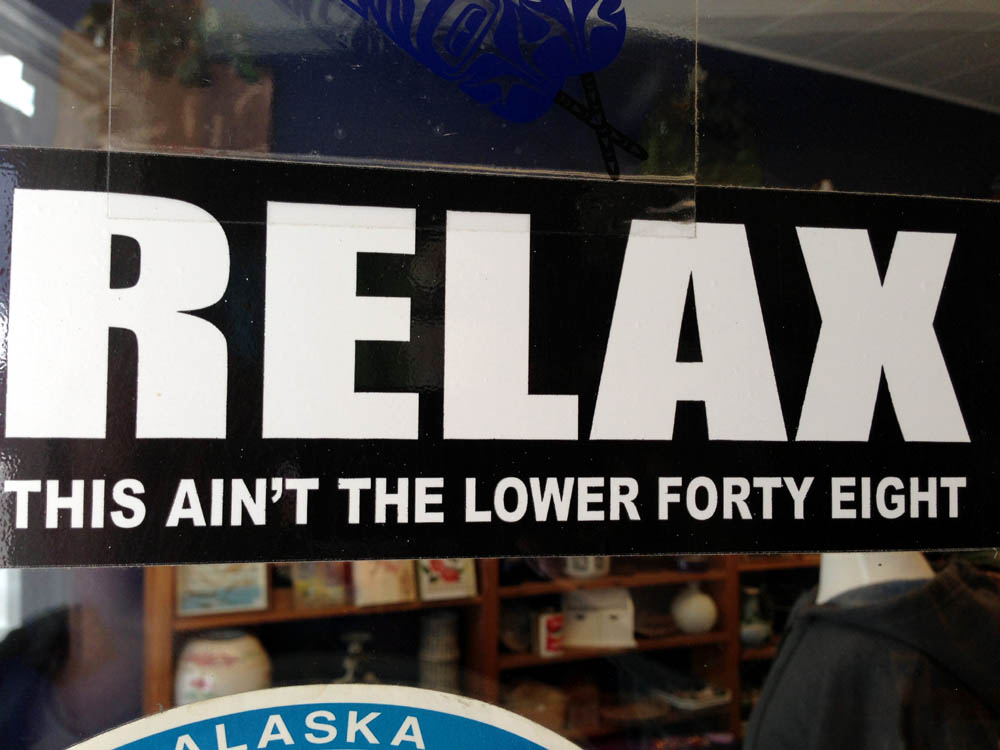 RELAX
THIS AIN'T THE LOWER FORTY EIGHT
ALASKA